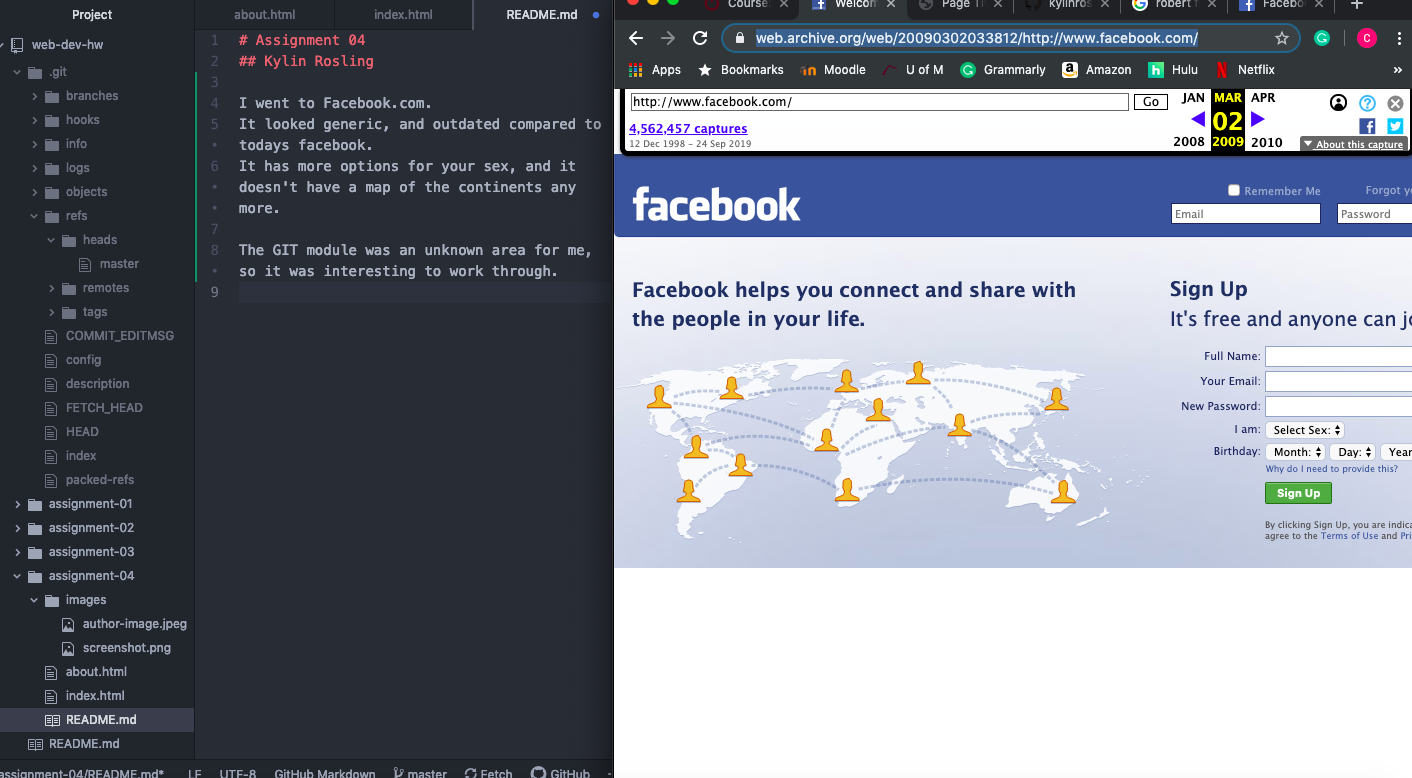 Project
web-dev-hw
.git
branches
hooks
info
logs
objects
refs
heads
master
remotes
tags
COMMIT_EDITMSG
config
description
FETCH_HEAD
HEAD
index
packed-refs
assignment-01
assignment-02
assignment-03
assignment-04
images
author-image.jpeg
screenshot.png
about.html
index.html
README.md
README.md
about.html index.html README.md
1 # Assignment 04
2 ## Kylin Rosling
3
4 I went to Facebook.com.
5 It looked generic, and outdated compared to
todays facebook.
6 It has more options for your sex, and it
doesn't have a map of the continents any
more.
7
8 The GIT module was an unknown area for me,
so it was interesting to work through.
9
assignment-04/README.md* LF UTF-8 GitHub Markdown master Fetch GitHub
Course: Welcom Page Ti kylinros robert f Facebo
web.archive.org/web/20090302033812/http://www.facebook.com/
C
Apps Bookmarks Moodle U of M Grammarly Amazon Hulu Netflix »
http://www.facebook.com/ Go JAN MAR APR
4,562,457 captures 02
12 Dec 1998 – 24 Sep 2019 2008 2009 2010 About this capture
facebook
Remember Me Forgot y
Email Password
Facebook helps you connect and share with
the people in your life.
Sign Up
It's free and anyone can jo
Full Name:
Your Email:
New Password:
I am: Select Sex:
Birthday: Month: Day: Year
Why do I need to provide this?
Sign Up
By clicking Sign Up, you are indica
agree to the Terms of Use and Pri